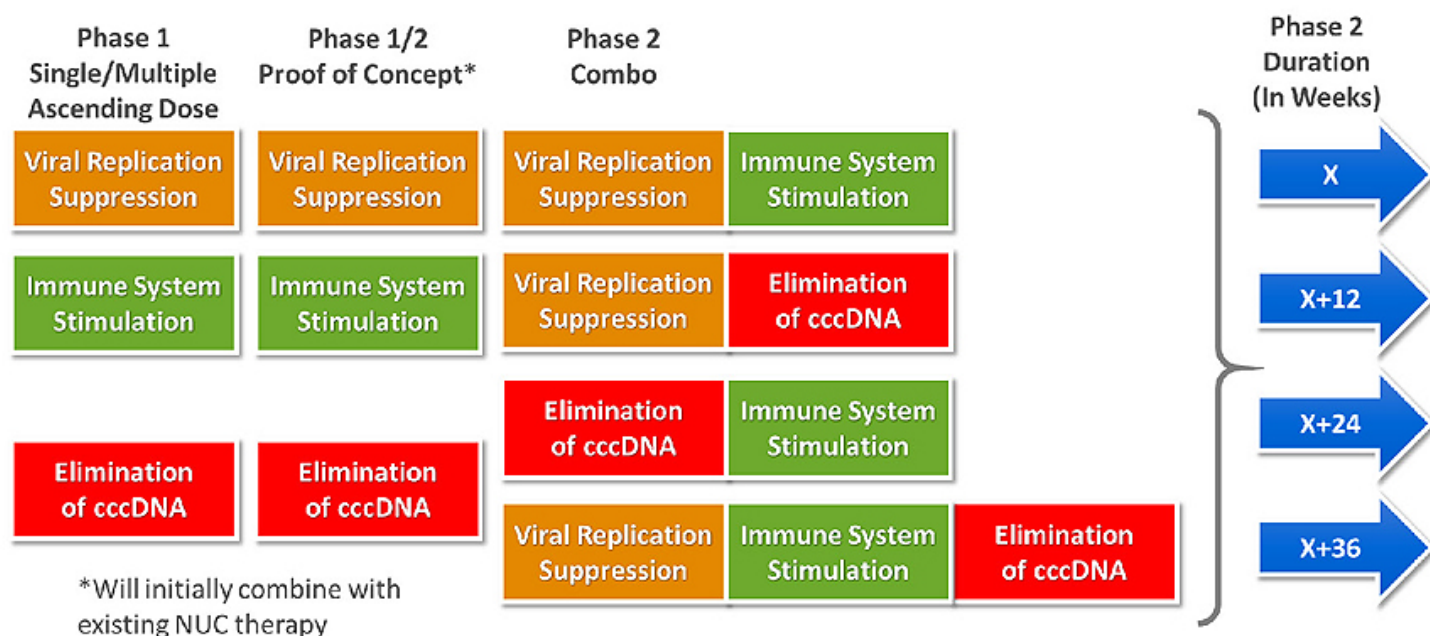 Phase 1
Single/Multiple
Ascending Dose
Phase 1/2
Proof of Concept*
Phase 2
Combo
Phase 2
Duration
(In Weeks)
Viral Replication
Suppression
Viral Replication
Suppression
Viral Replication
Suppression
Immune System
Stimulation
X
Immune System
Stimulation
Immune System
Stimulation
Viral Replication
Suppression
Elimination
of cccDNA
X+12
Elimination
of cccDNA
Immune System
Stimulation
X+24
Elimination
of cccDNA
Elimination
of cccDNA
Viral Replication
Suppression
Immune System
Stimulation
Elimination
of cccDNA
X+36
*Will initially combine with
existing NUC therapy